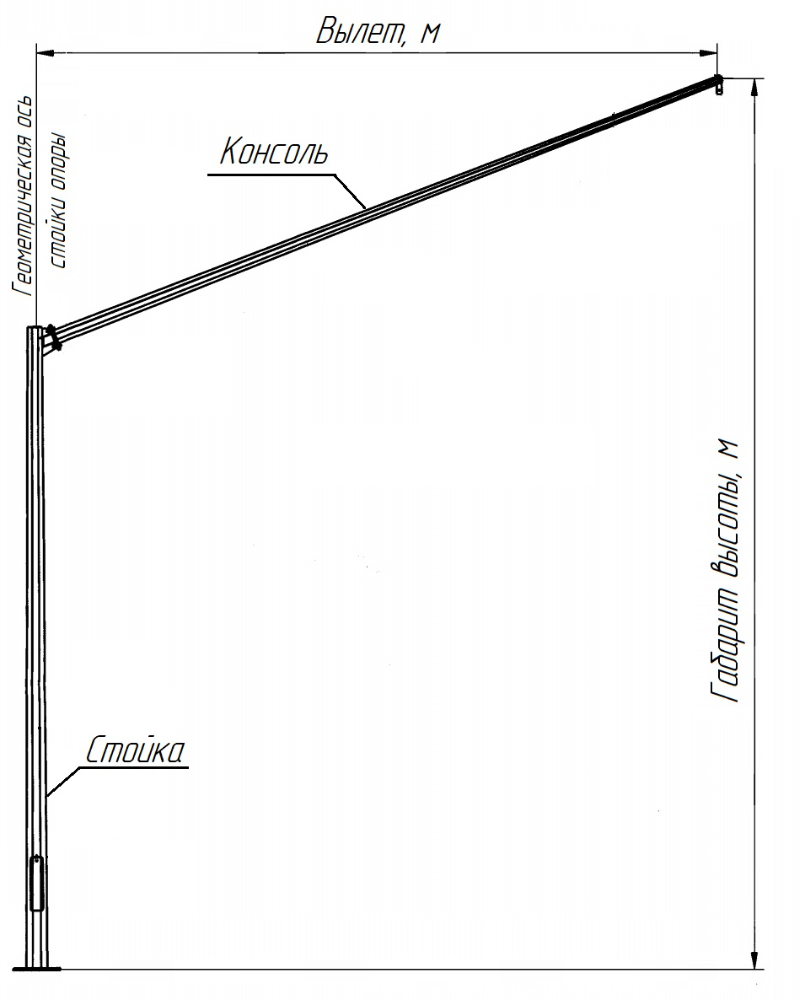 Вылет, м
Геометрическая ось
стойки опоры
Консоль
Габарит высоты, м
Стойка